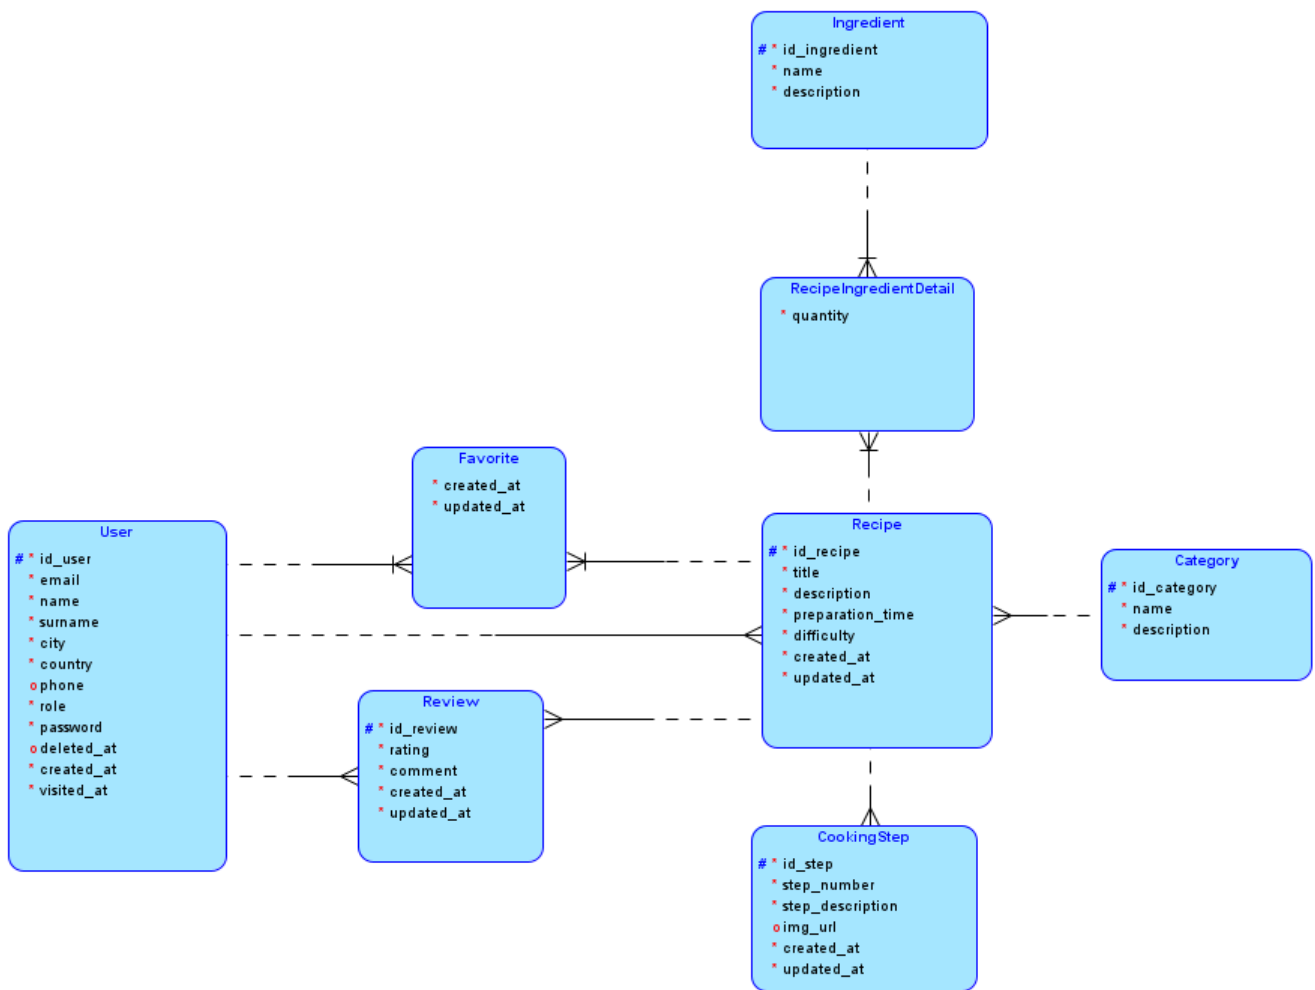 Ingredient
# * id_ingredient
* name
* description
RecipeIngredientDetail
* quantity
Favorite
* created_at
* updated_at
User
# * id_user
* email
* name
* surname
* city
* country
o phone
* role
* password
o deleted_at
* created_at
* visited_at
Recipe
# * id_recipe
* title
* description
* preparation_time
* difficulty
* created_at
* updated_at
Category
# * id_category
* name
* description
Review
# * id_review
* rating
* comment
* created_at
* updated_at
CookingStep
# * id_step
* step_number
* step_description
o img_url
* created_at
* updated_at